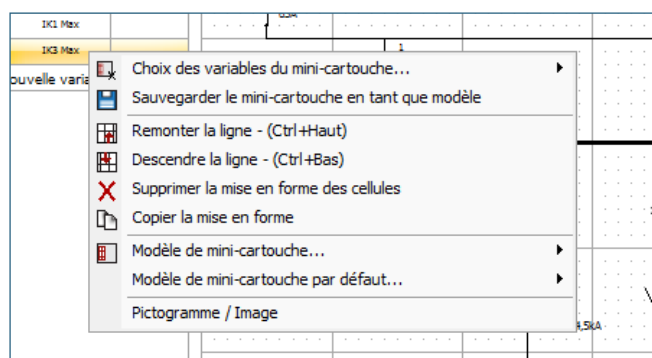 IK1 Max
IK3 Max
1
ouvelle varia
Choix des variables du mini-cartouche...
Sauvegarder le mini-cartouche en tant que modèle
Remonter la ligne - (Ctrl+Haut)
Descendre la ligne - (Ctrl+Bas)
Supprimer la mise en forme des cellules
Copier la mise en forme
Modèle de mini-cartouche...
Modèle de mini-cartouche par défaut...
Pictogramme / Image
4,5kA